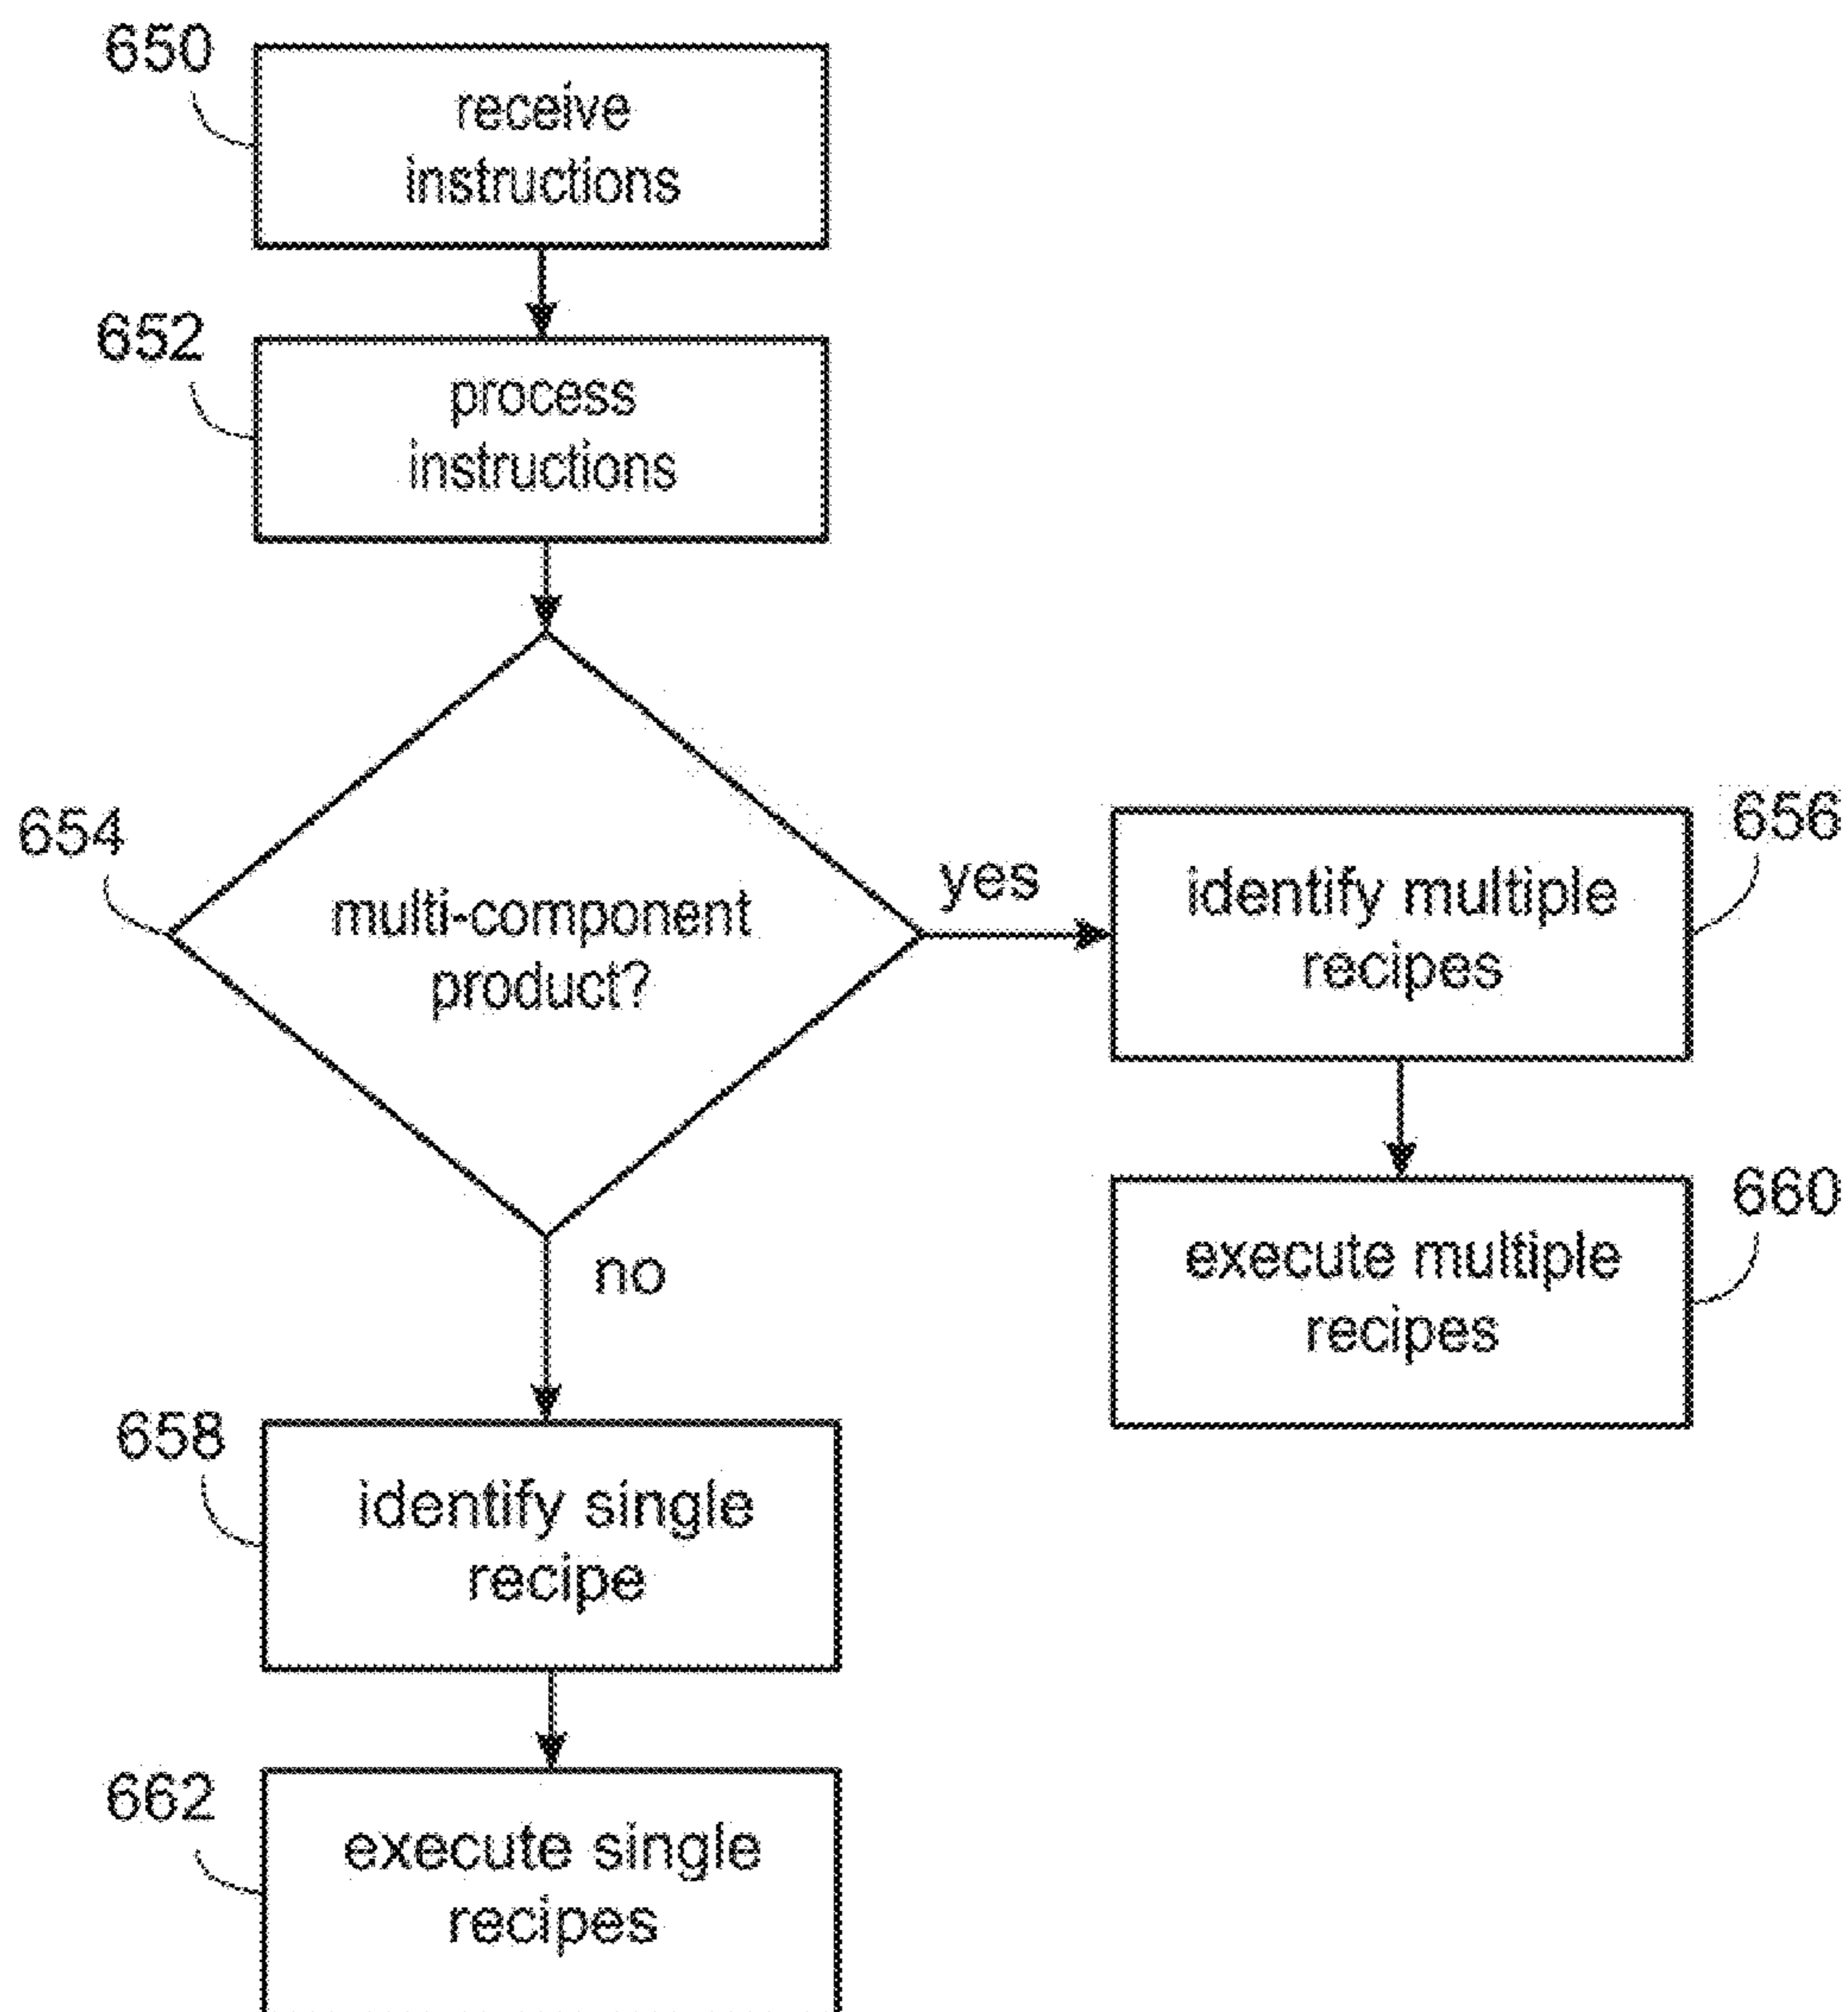 650
receive
instructions
652
process
instructions
654
multi-component
product?
yes
656
identify multiple
recipes
660
execute multiple
recipes
no
658
identify single
recipe
662
execute single
recipes